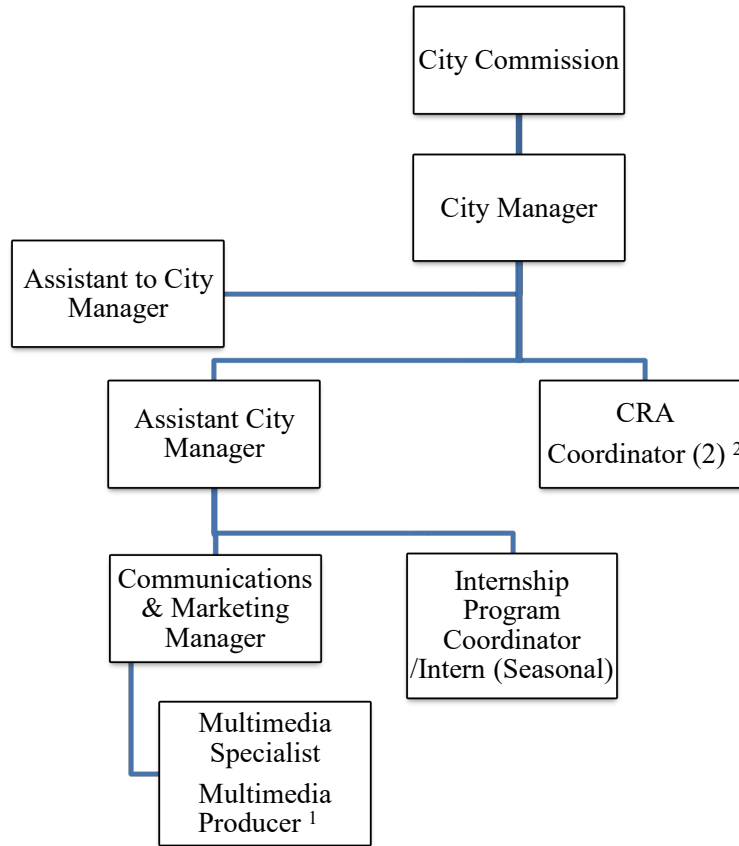 City Commission
City Manager
Assistant to City
Manager
Assistant City
Manager
CRA
Coordinator (2) ²
Communications
& Marketing
Manager
Internship
Program
Coordinator
/Intern (Seasonal)
Multimedia
Specialist
Multimedia
Producer ¹